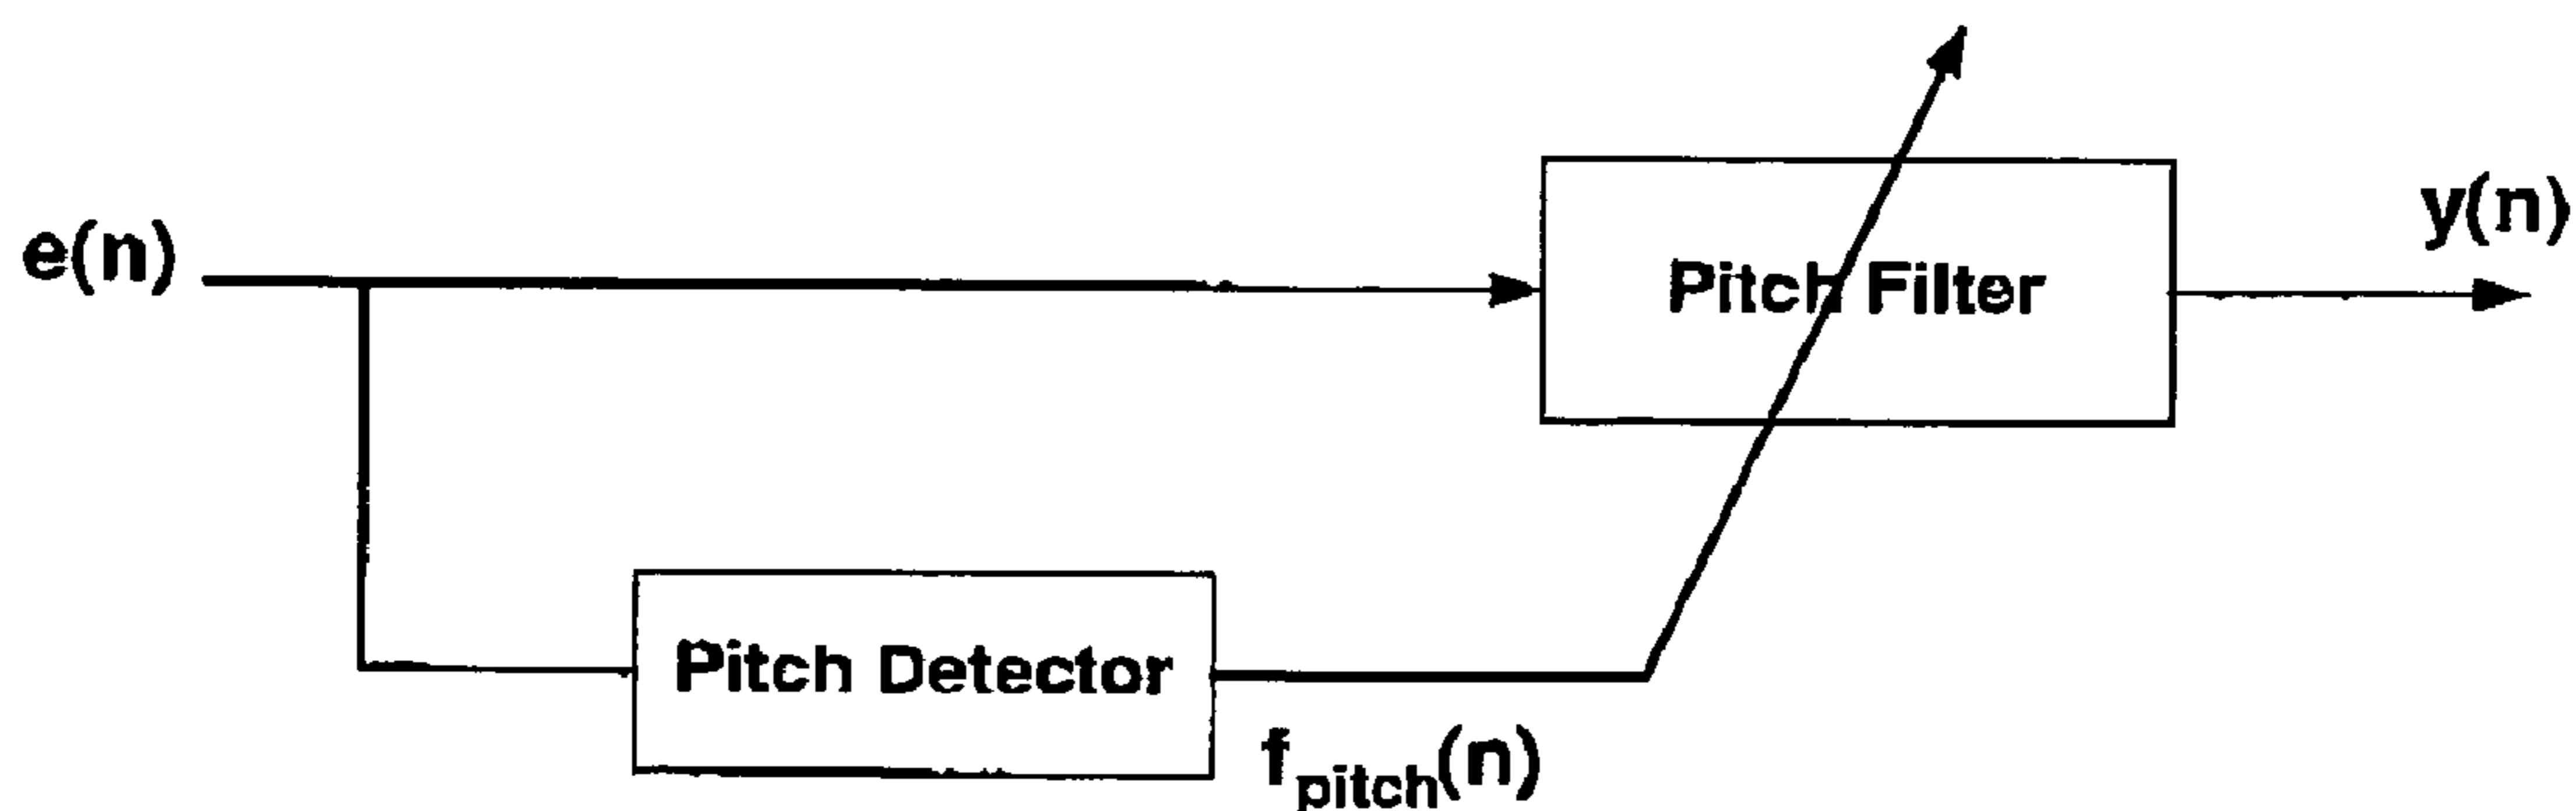 e(n)
Pitch Filter
y(n)
Pitch Detector
f_pitch(n)